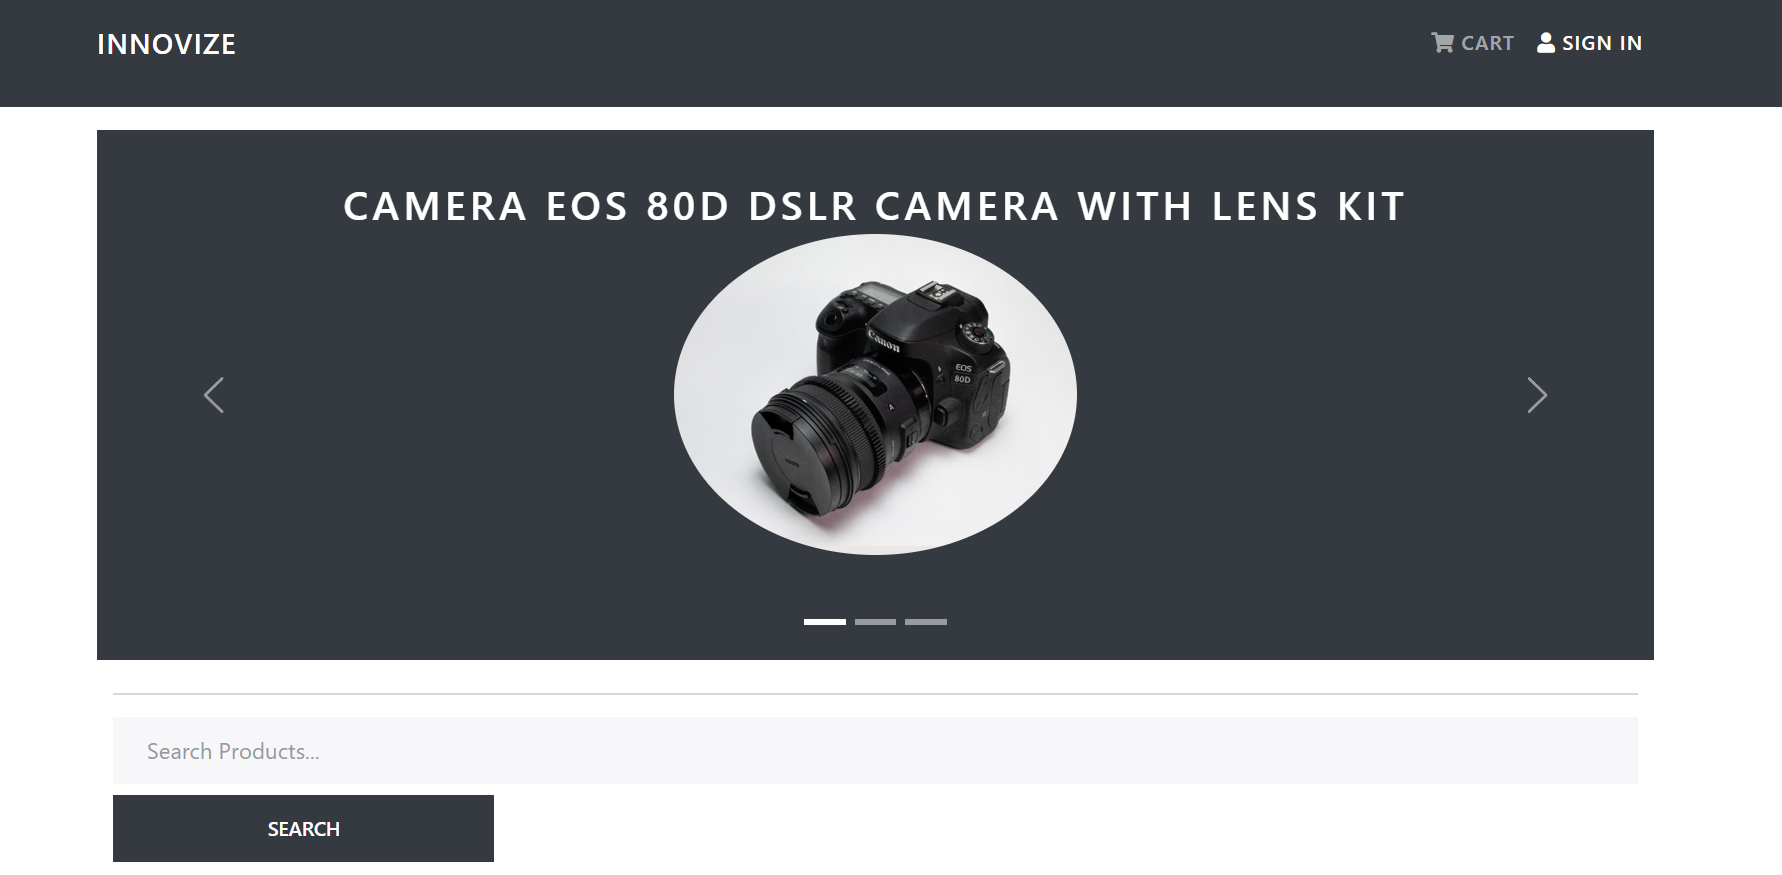 INNOVIZE
CART
SIGN IN
CAMERA EOS 80D DSLR CAMERA WITH LENS KIT
Canon
EOS
80D
A
Search Products...
SEARCH